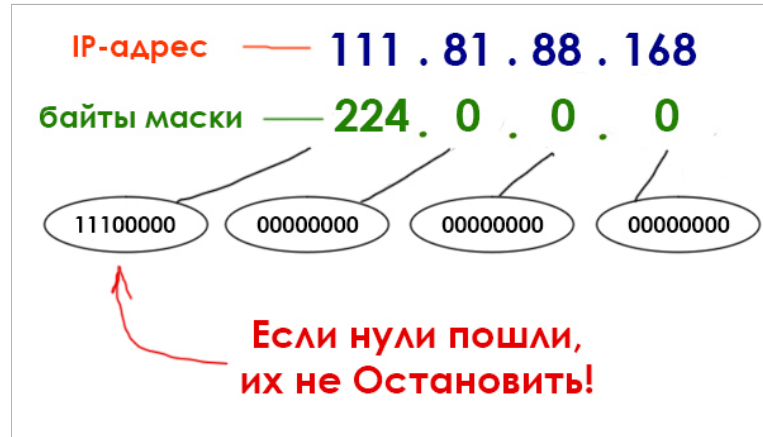 IP-адрес — 111 . 81 . 88 . 168
байты маски — 224 . 0 . 0 . 0
11100000 00000000 00000000 00000000
Если нули пошли,
их не Остановить!